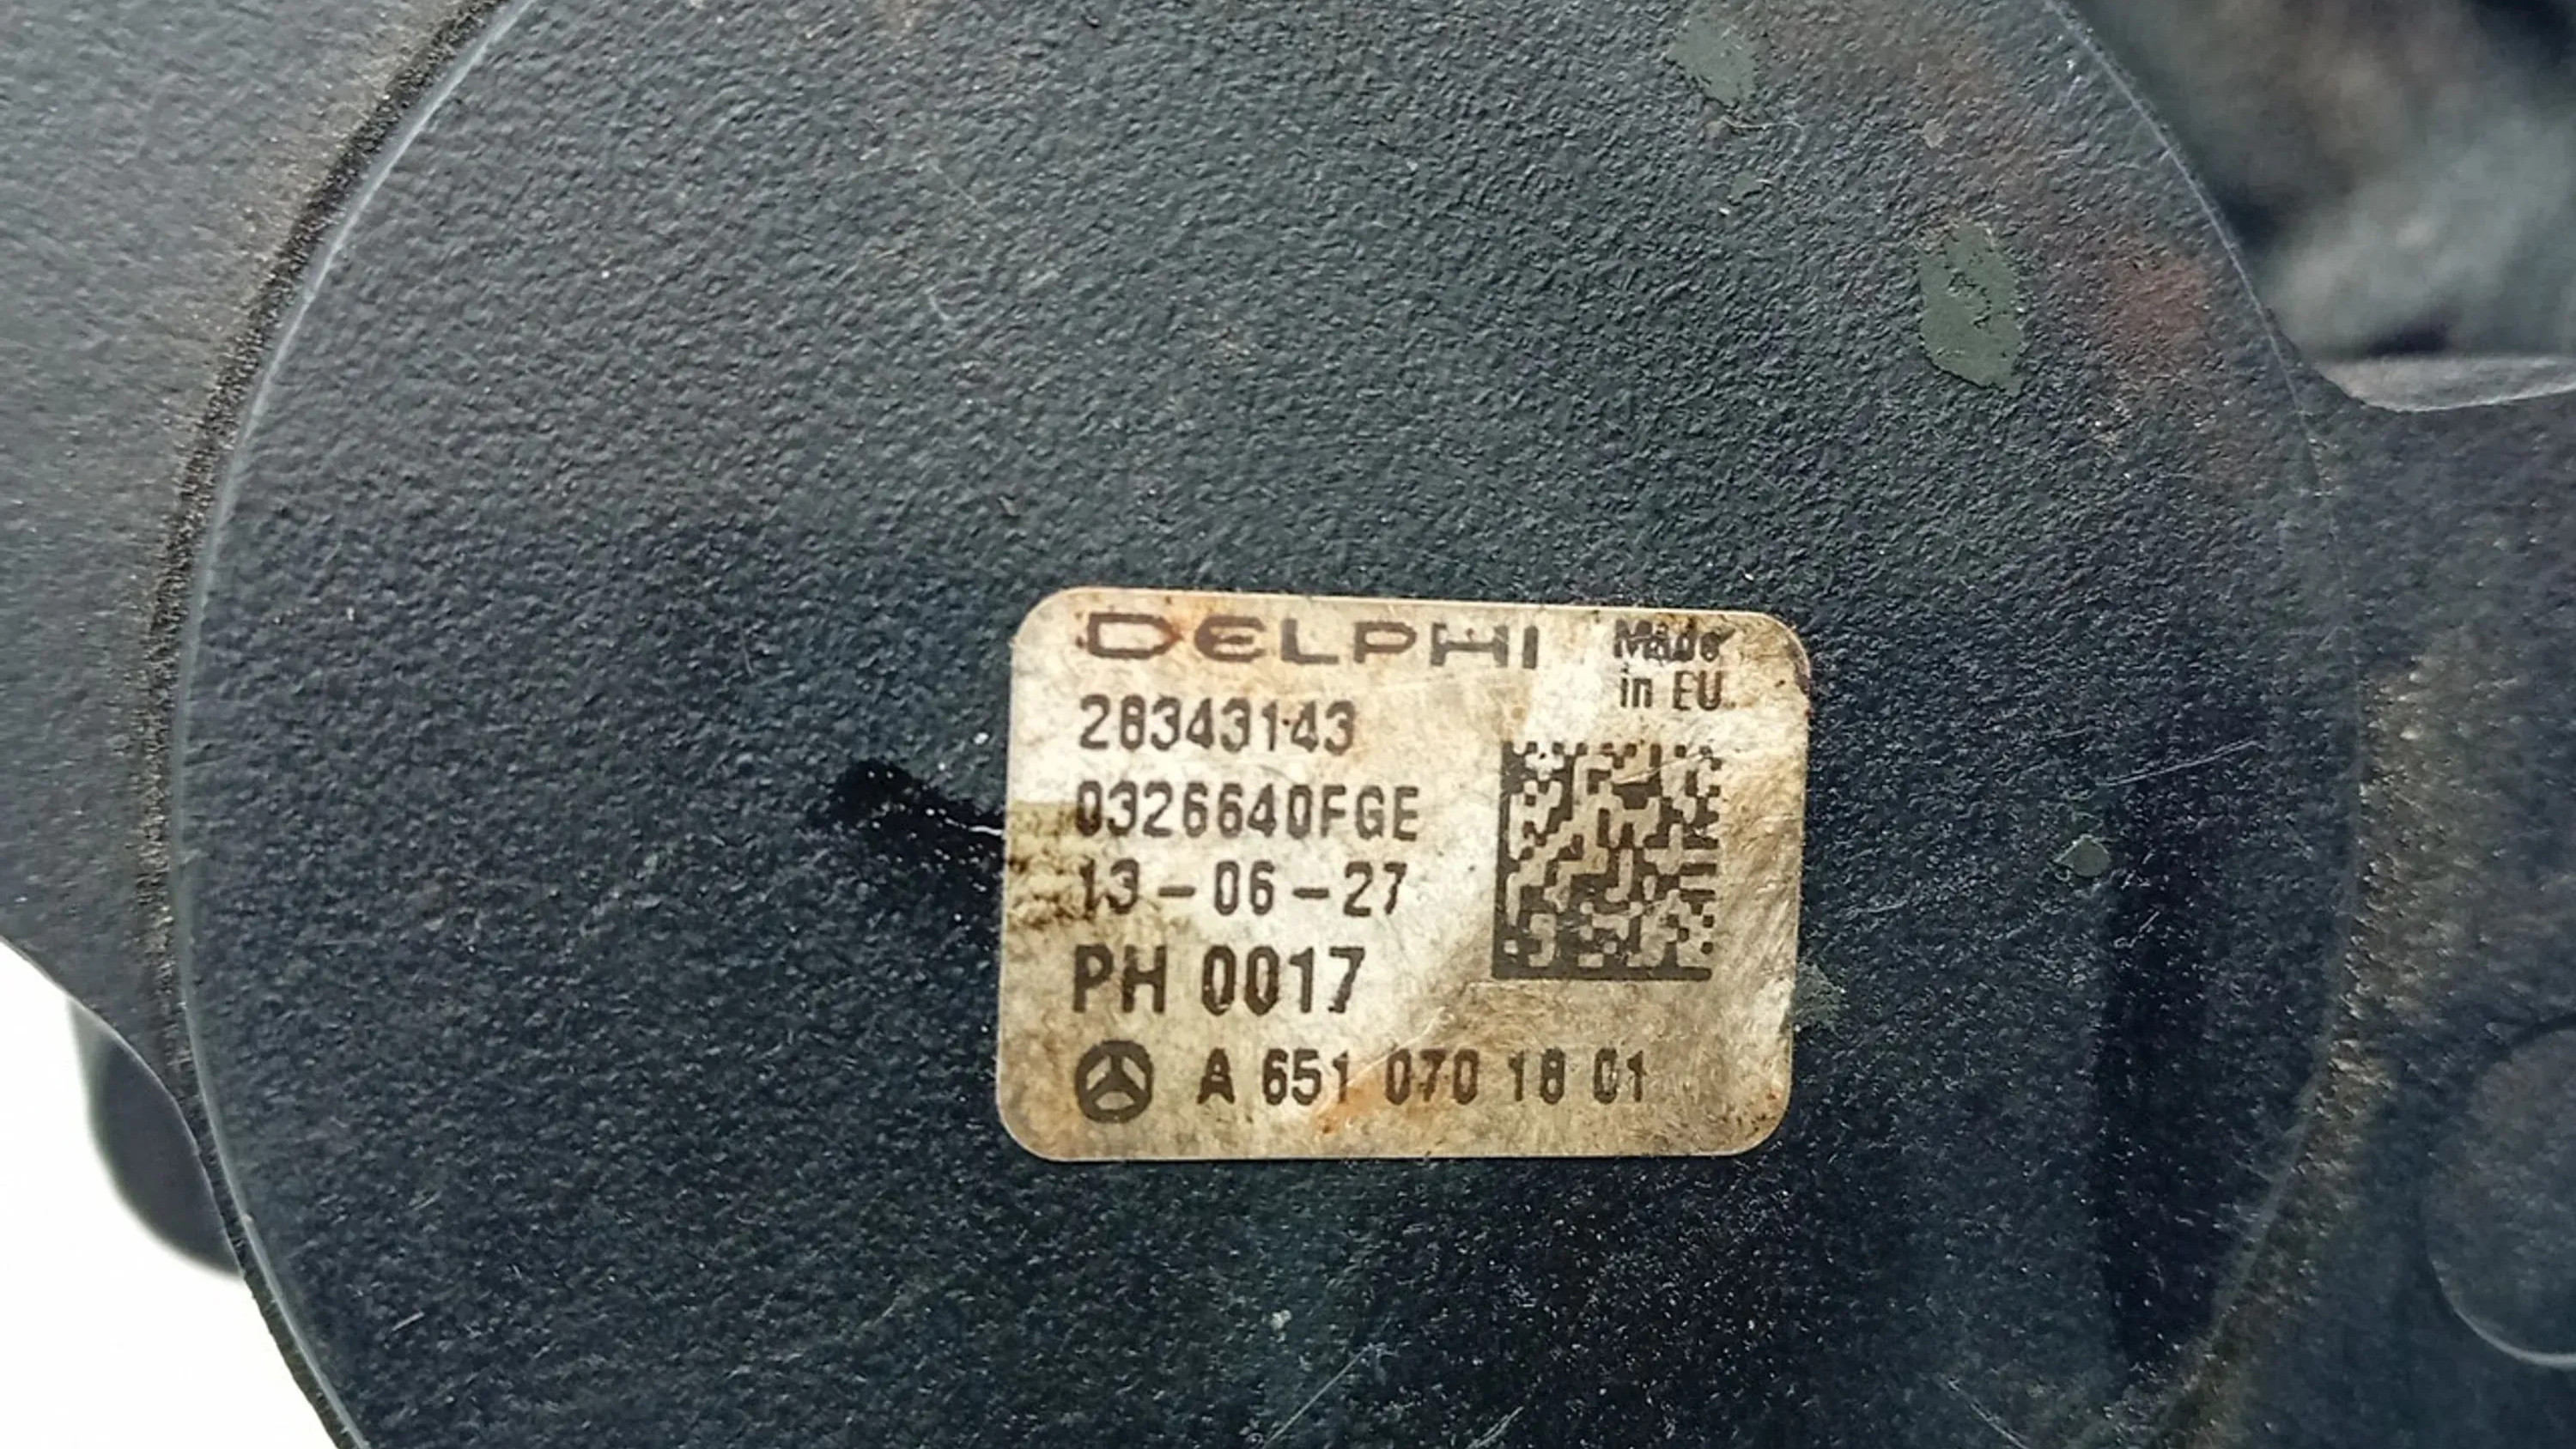 DELPHI
Made
in EU
28343143
0326640FGE
13-06-27
PH 0017
A 651 070 18 01